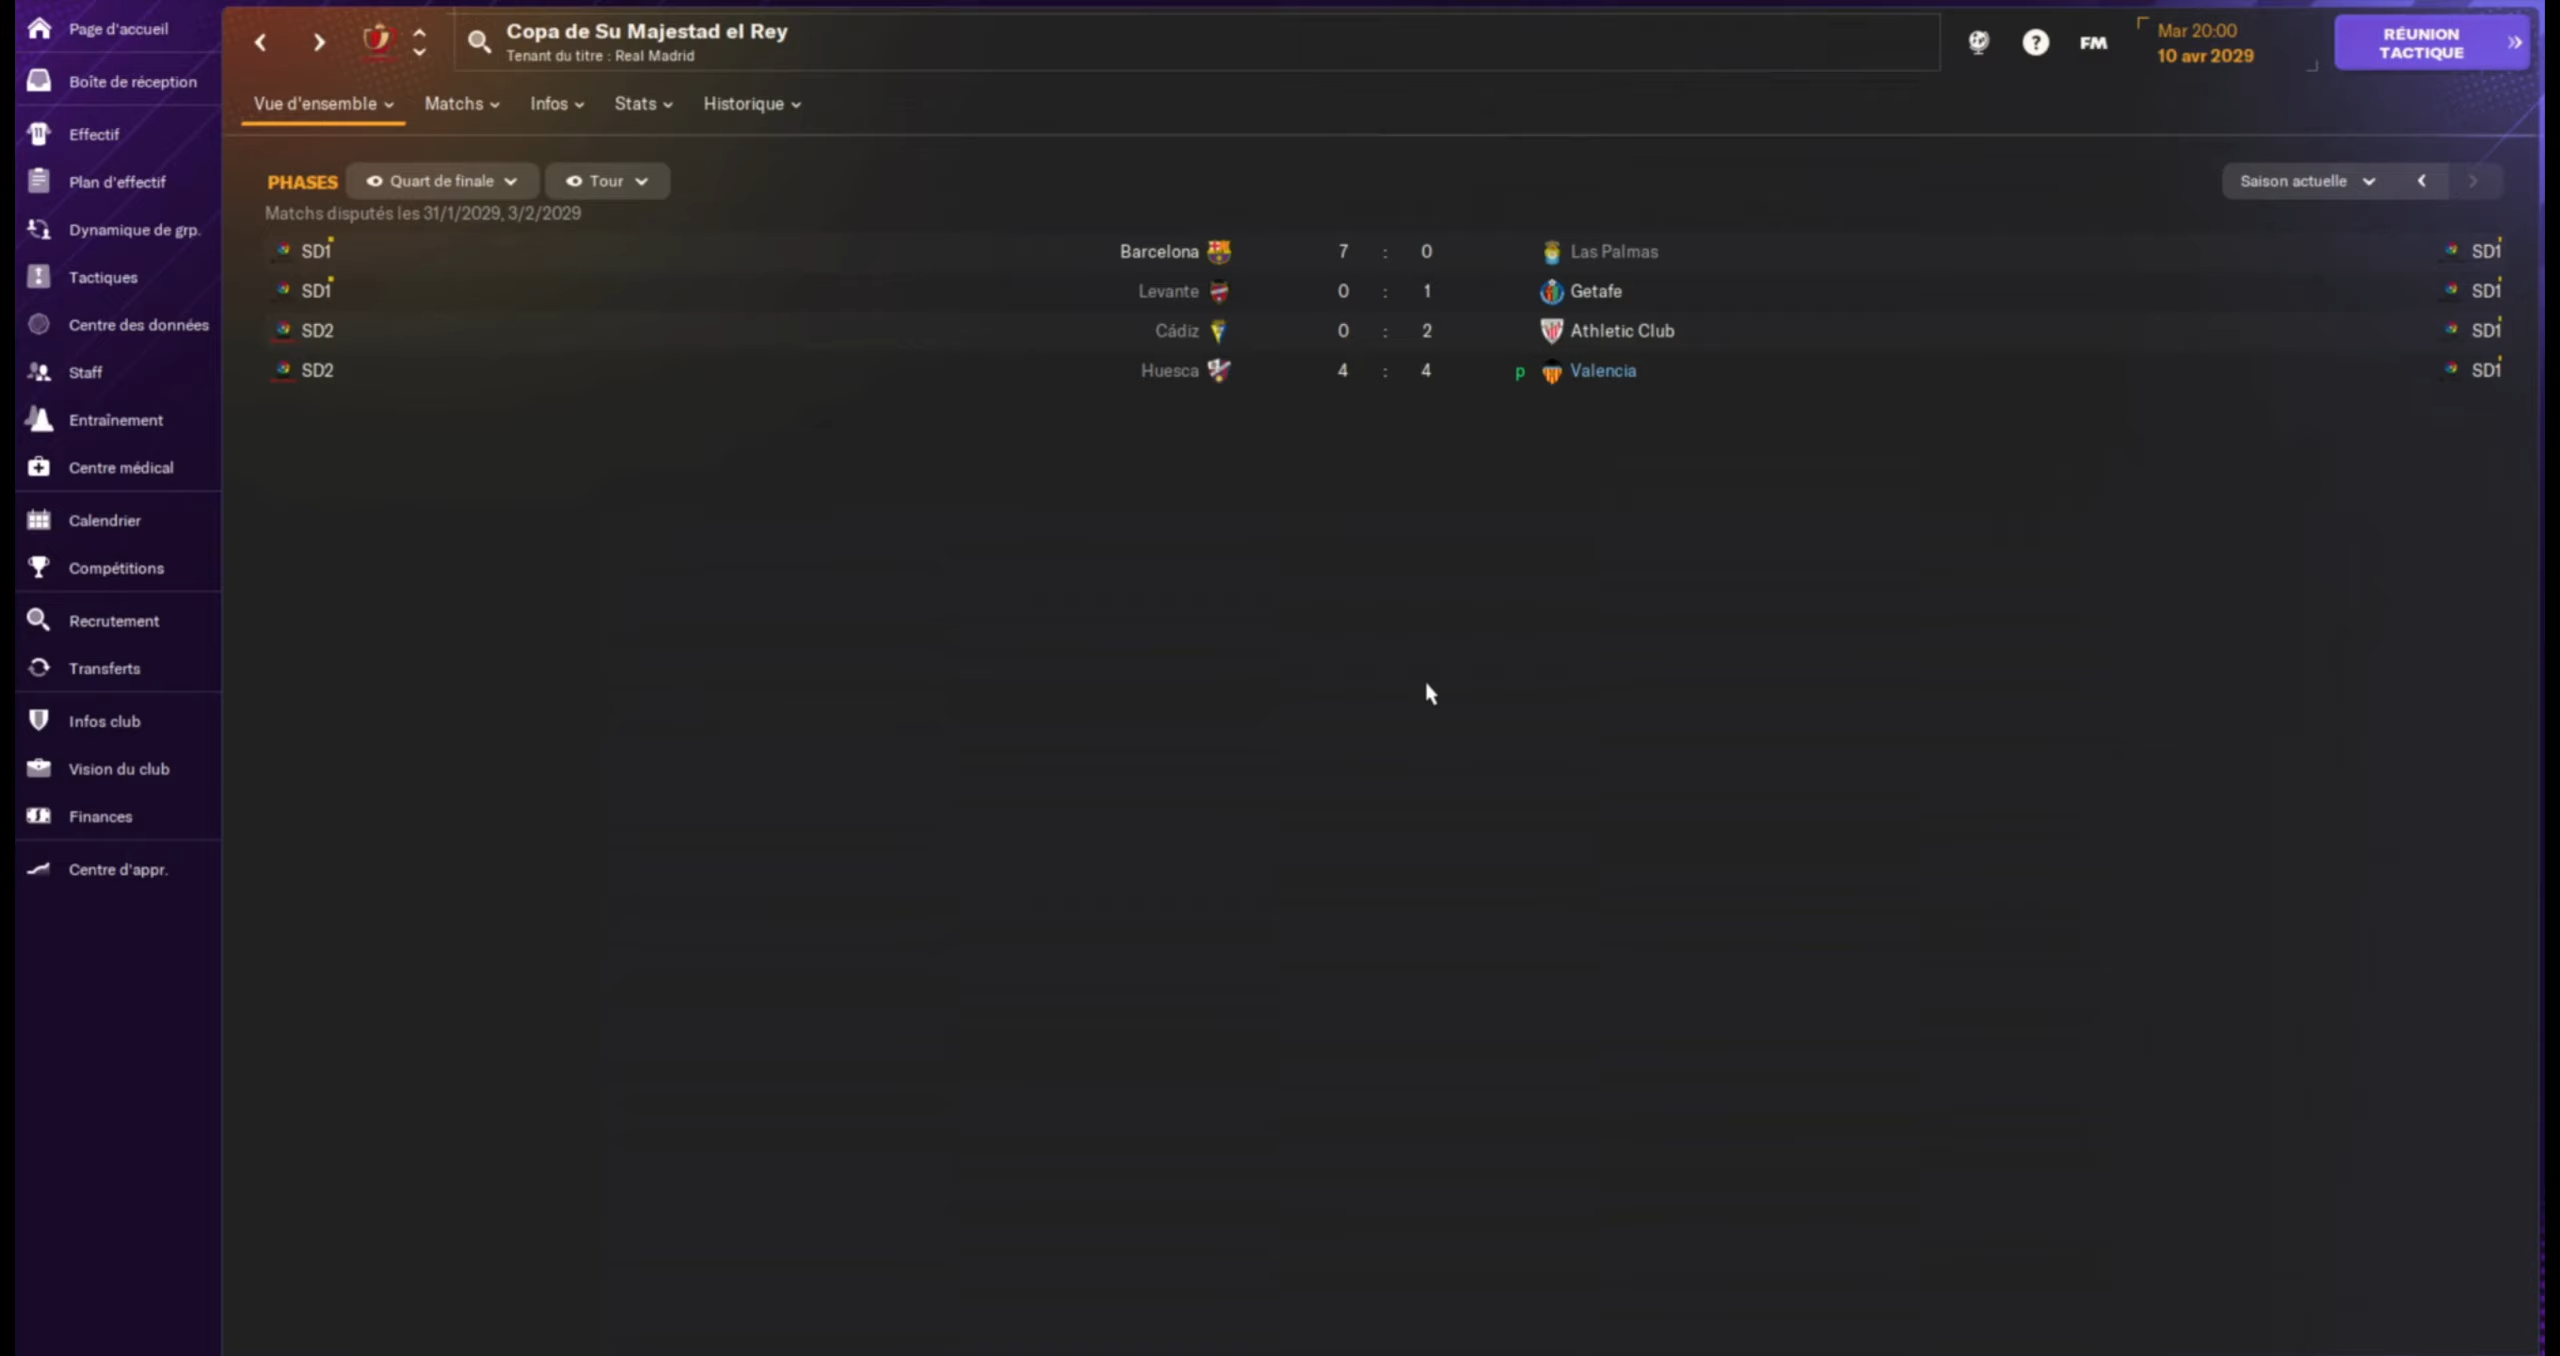 Page d'accueil
Boîte de réception
Effectif
Plan d'effectif
Dynamique de grp.
Tactiques
Centre des données
Staff
Entraînement
Centre médical
Calendrier
Compétitions
Recrutement
Transferts
Infos club
Vision du club
Finances
Centre d'appr.
Copa de Su Majestad el Rey
Tenant du titre : Real Madrid
FM
Mar 20:00
10 avr 2029
RÉUNION
TACTIQUE
Vue d'ensemble Matchs Infos Stats Historique
PHASES Quart de finale Tour Saison actuelle
Matchs disputés les 31/1/2029, 3/2/2029
SD1 Barcelona 7 : 0 Las Palmas SD1
SD1 Levante 0 : 1 Getafe SD1
SD2 Cádiz 0 : 2 Athletic Club SD1
SD2 Huesca 4 : 4 p Valencia SD1